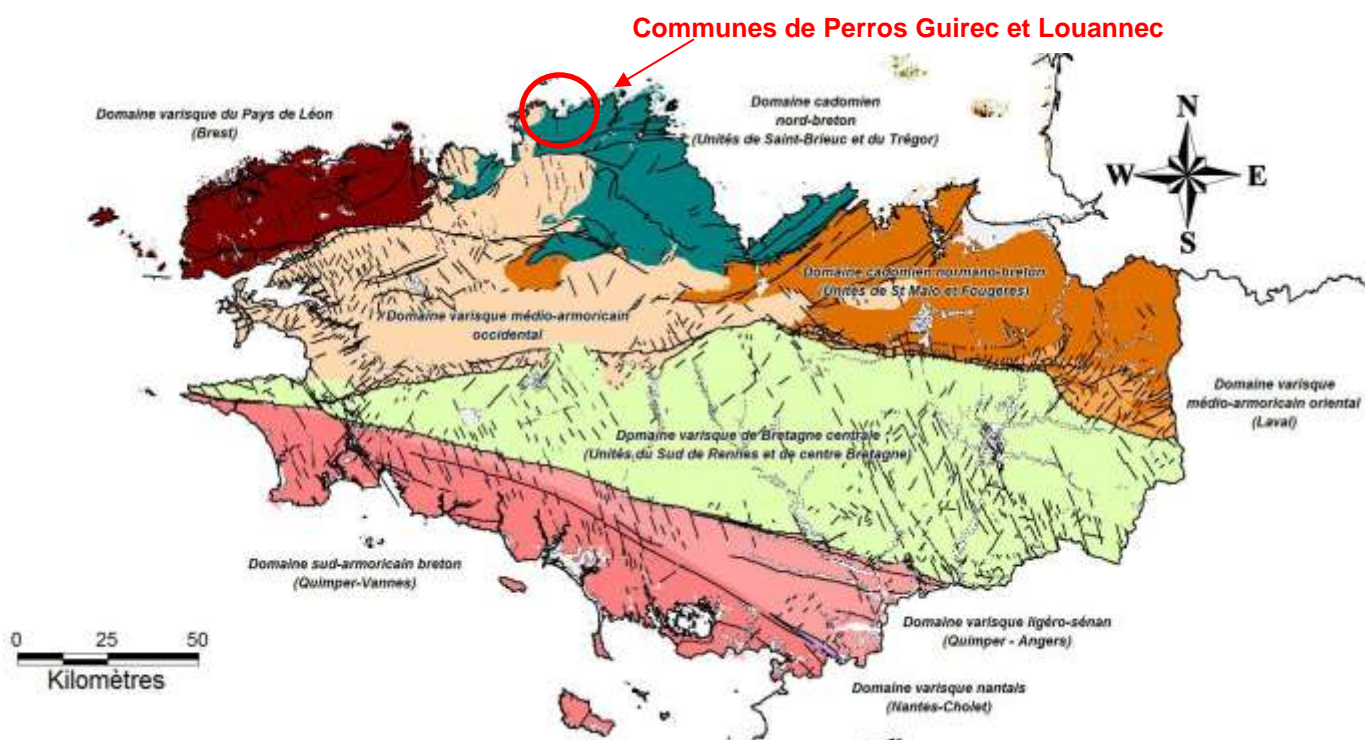 Communes de Perros Guirec et Louannec
Domaine varisque du Pays de Léon
(Brest)
Domaine cadomien
nord-breton
(Unités de Saint-Brieuc et du Trégor)
N
W
E
S
Domaine cadomien normano-breton
(Unités de St Malo et Fougères)
Domaine varisque médio-armoricain
occidental
Domaine varisque
médio-armoricain oriental
(Laval)
Domaine varisque de Bretagne centrale
(Unités du Sud de Rennes et de centre Bretagne)
Domaine sud-armoricain breton
(Quimper-Vannes)
Domaine varisque ligéro-sénan
(Quimper - Angers)
0 25 50
Kilomètres
Domaine varisque nantais
(Nantes-Cholet)